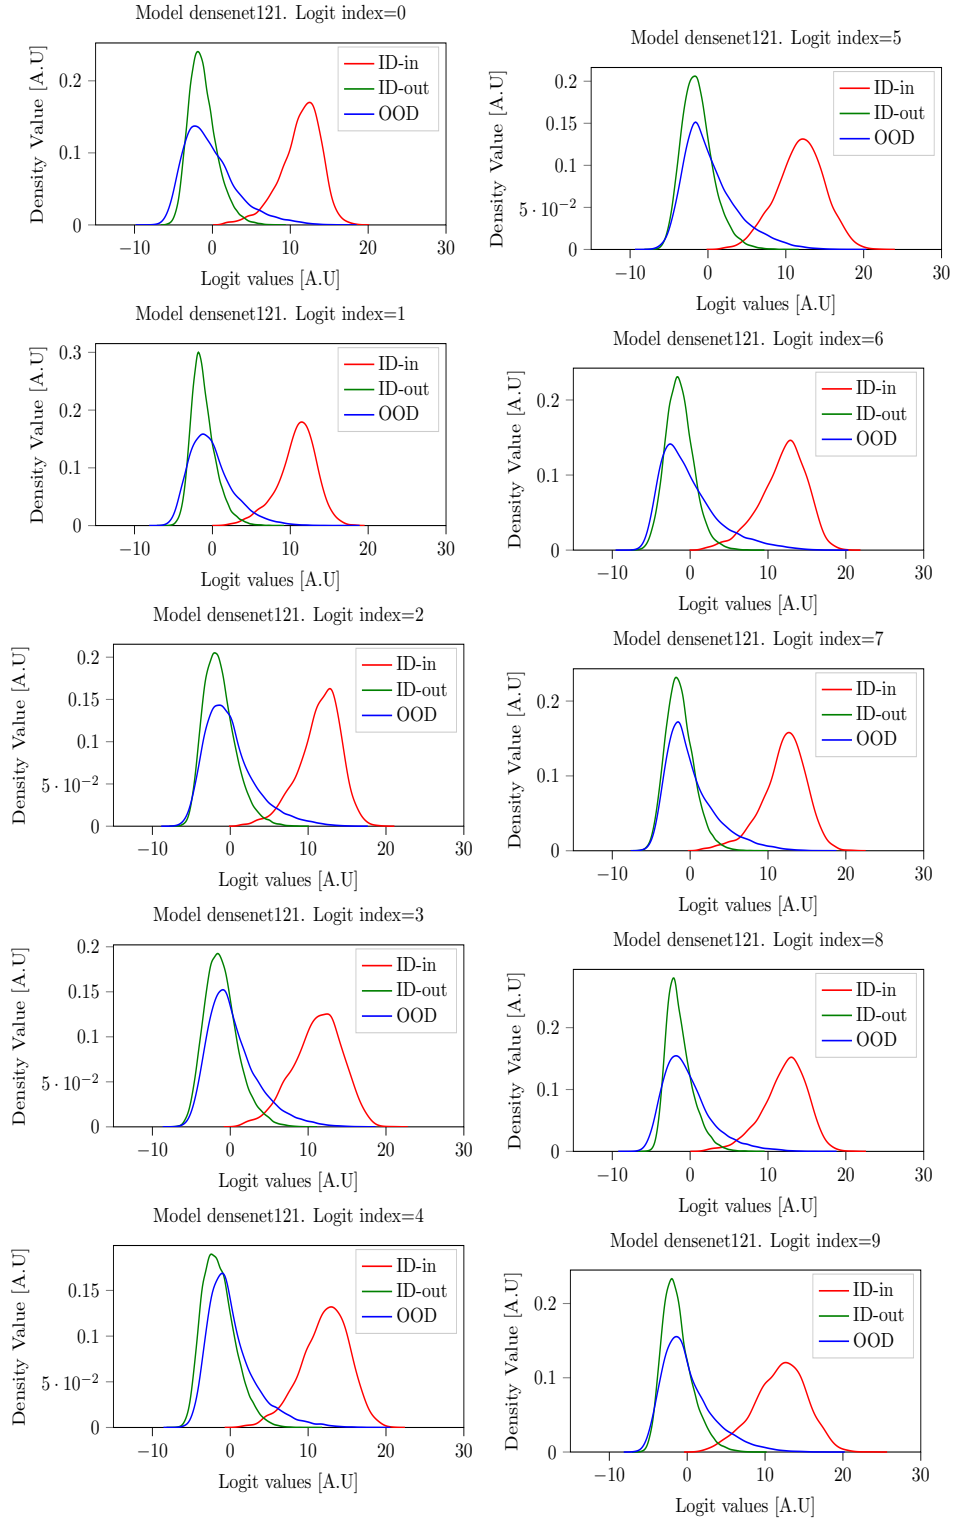 Model densenet121. Logit index=0
Density Value [A.U]
0.2
0.1
0
ID-in
ID-out
OOD
−10 0 10 20 30
Logit values [A.U]
Model densenet121. Logit index=1
Density Value [A.U]
0.3
0.2
0.1
0
ID-in
ID-out
OOD
−10 0 10 20 30
Logit values [A.U]
Model densenet121. Logit index=2
Density Value [A.U]
0.2
0.15
0.1
5 · 10⁻²
0
ID-in
ID-out
OOD
−10 0 10 20 30
Logit values [A.U]
Model densenet121. Logit index=3
Density Value [A.U]
0.2
0.15
0.1
5 · 10⁻²
0
ID-in
ID-out
OOD
−10 0 10 20 30
Logit values [A.U]
Model densenet121. Logit index=4
Density Value [A.U]
0.15
0.1
5 · 10⁻²
0
ID-in
ID-out
OOD
−10 0 10 20 30
Logit values [A.U]
Model densenet121. Logit index=5
Density Value [A.U]
0.2
0.15
0.1
5 · 10⁻²
0
ID-in
ID-out
OOD
−10 0 10 20 30
Logit values [A.U]
Model densenet121. Logit index=6
Density Value [A.U]
0.2
0.1
0
ID-in
ID-out
OOD
−10 0 10 20 30
Logit values [A.U]
Model densenet121. Logit index=7
Density Value [A.U]
0.2
0.1
0
ID-in
ID-out
OOD
−10 0 10 20 30
Logit values [A.U]
Model densenet121. Logit index=8
Density Value [A.U]
0.2
0.1
0
ID-in
ID-out
OOD
−10 0 10 20 30
Logit values [A.U]
Model densenet121. Logit index=9
Density Value [A.U]
0.2
0.1
0
ID-in
ID-out
OOD
−10 0 10 20 30
Logit values [A.U]